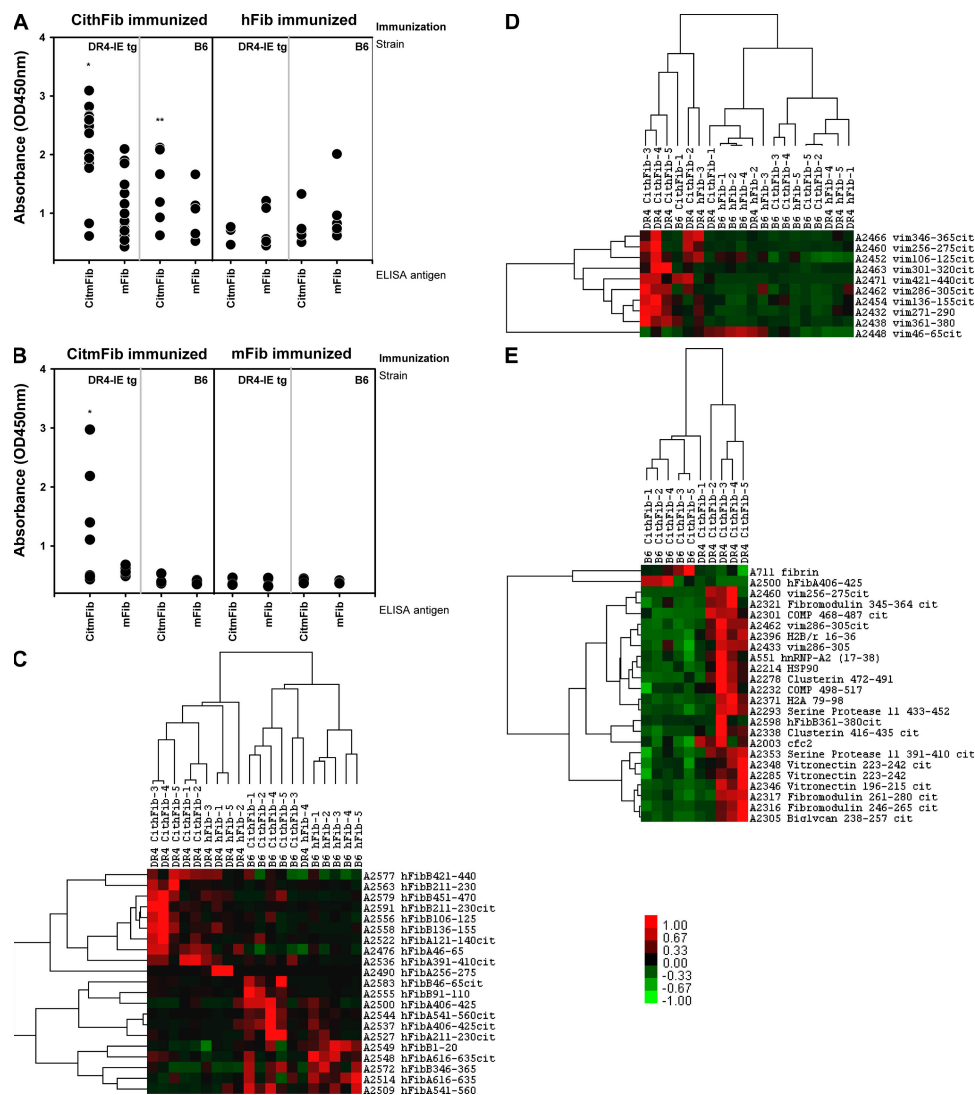 A
CithFib immunized
hFib immunized
Immunization
DR4-IE tg
B6
DR4-IE tg
B6
Strain
Absorbance (OD450nm)
4
3
2
1
*
**
CitmFib
mFib
CitmFib
mFib
CitmFib
mFib
CitmFib
mFib
ELISA antigen
B
CitmFib immunized
mFib immunized
Immunization
DR4-IE tg
B6
DR4-IE tg
B6
Strain
Absorbance (OD450nm)
4
3
2
1
*
CitmFib
mFib
CitmFib
mFib
CitmFib
mFib
CitmFib
mFib
ELISA antigen
C
DR4 CithFib-3
DR4 CithFib-4
DR4 CithFib-5
DR4 CithFib-1
DR4 CithFib-2
DR4 hFib-3
DR4 hFib-1
DR4 hFib-5
DR4 hFib-2
B6 CithFib-1
B6 CithFib-2
B6 CithFib-4
B6 CithFib-5
B6 CithFib-3
DR4 hFib-4
B6 hFib-1
B6 hFib-2
B6 hFib-3
B6 hFib-4
B6 hFib-5
A2577 hFibB421-440
A2563 hFibB211-230
A2579 hFibB451-470
A2591 hFibB211-230cit
A2556 hFibB106-125
A2558 hFibB136-155
A2522 hFibA121-140cit
A2476 hFibA46-65
A2536 hFibA391-410cit
A2490 hFibA256-275
A2583 hFibB46-65cit
A2555 hFibB91-110
A2500 hFibA406-425
A2544 hFibA541-560cit
A2537 hFibA406-425cit
A2527 hFibA211-230cit
A2549 hFibB1-20
A2548 hFibA616-635cit
A2572 hFibB346-365
A2514 hFibA616-635
A2509 hFibA541-560
D
DR4 CithFib-3
DR4 CithFib-4
DR4 CithFib-5
B6 CithFib-1
DR4 CithFib-2
DR4 hFib-3
DR4 CithFib-1
B6 hFib-1
B6 hFib-2
B6 hFib-4
DR4 hFib-2
B6 hFib-3
B6 CithFib-3
B6 CithFib-4
B6 hFib-5
B6 CithFib-5
B6 CithFib-2
DR4 hFib-4
DR4 hFib-5
DR4 hFib-1
A2466 vim346-365cit
A2460 vim256-275cit
A2452 vim106-125cit
A2463 vim301-320cit
A2471 vim421-440cit
A2462 vim286-305cit
A2454 vim136-155cit
A2432 vim271-290
A2438 vim361-380
A2448 vim46-65cit
E
B6 CithFib-1
B6 CithFib-2
B6 CithFib-4
B6 CithFib-3
B6 CithFib-5
DR4 CithFib-1
DR4 CithFib-2
DR4 CithFib-3
DR4 CithFib-4
DR4 CithFib-5
A711 fibrin
A2500 hFibA406-425
A2460 vim256-275cit
A2321 Fibromodulin 345-364 cit
A2301 COMP 468-487 cit
A2462 vim286-305cit
A2396 H2B/r 16-36
A2433 vim286-305
A551 hnRNP-A2 (17-38)
A2214 HSP90
A2278 Clusterin 472-491
A2232 COMP 498-517
A2371 H2A 79-98
A2293 Serine Protease 11 433-452
A2598 hFibB361-380cit
A2338 Clusterin 416-435 cit
A2003 cfc2
A2353 Serine Protease 11 391-410 cit
A2348 Vitronectin 223-242 cit
A2285 Vitronectin 223-242
A2346 Vitronectin 196-215 cit
A2317 Fibromodulin 261-280 cit
A2316 Fibromodulin 246-265 cit
A2305 Biglycan 238-257 cit
1.00
0.67
0.33
0.00
-0.33
-0.67
-1.00